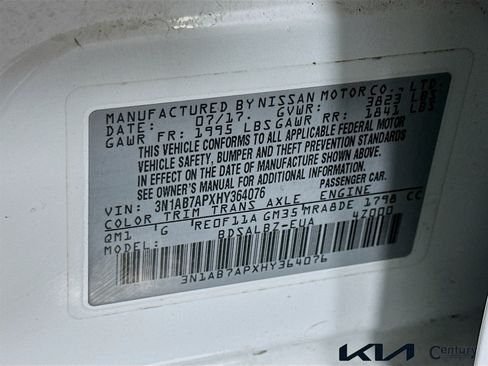 MANUFACTURED BY NISSAN MOTOR CO., LTD.
DATE: 07/17. GVWR: 3823 LBS
GAWR FR: 1995 LBS GAWR RR: 1841 LBS
THIS VEHICLE CONFORMS TO ALL APPLICABLE FEDERAL MOTOR
VEHICLE SAFETY, BUMPER AND THEFT PREVENTION STANDARDS
IN EFFECT ON THE DATE OF MANUFACTURE SHOWN ABOVE.
SEE OWNER'S MANUAL FOR ADDITIONAL INFORMATION.
VIN: 3N1AB7APXHY364076 PASSENGER CAR.
COLOR TRIM TRANS AXLE ENGINE
QM1 G RE0F11A GM35 MRA8DE 1798 CC
MODEL: BDSALBZ-EUA 47000
3N1AB7APXHY364076
KIA Century